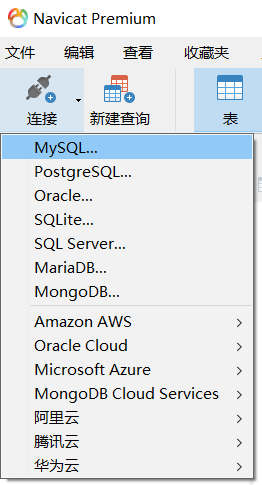 Navicat Premium
文件 编辑 查看 收藏夹
连接 新建查询 表
MySQL...
PostgreSQL...
Oracle...
SQLite...
SQL Server...
MariaDB...
MongoDB...
Amazon AWS
Oracle Cloud
Microsoft Azure
MongoDB Cloud Services
阿里云
腾讯云
华为云